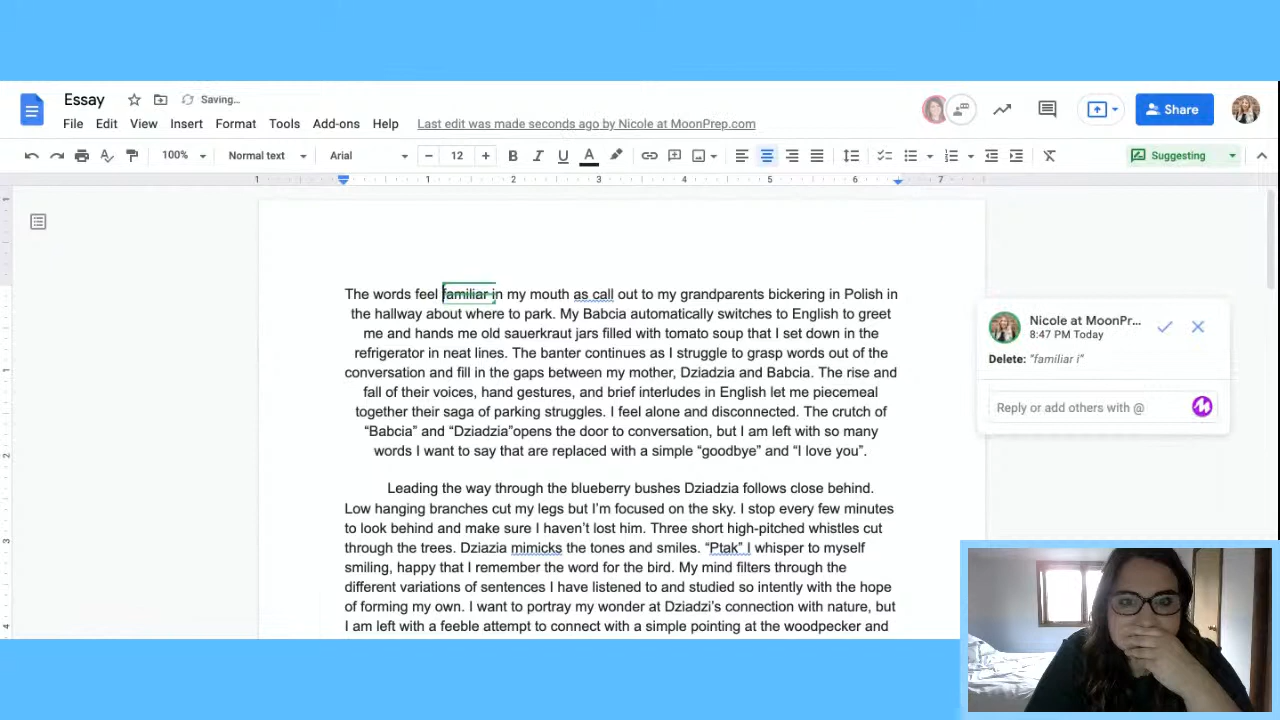 Essay
Saving...
File Edit View Insert Format Tools Add-ons Help Last edit was made seconds ago by Nicole at MoonPrep.com
Share
100% Normal text Arial 12 B I U A
Suggesting
1 1 2 3 4 5 6 7
The words feel familiar in my mouth as call out to my grandparents bickering in Polish in
the hallway about where to park. My Babcia automatically switches to English to greet
me and hands me old sauerkraut jars filled with tomato soup that I set down in the
refrigerator in neat lines. The banter continues as I struggle to grasp words out of the
conversation and fill in the gaps between my mother, Dziadzia and Babcia. The rise and
fall of their voices, hand gestures, and brief interludes in English let me piecemeal
together their saga of parking struggles. I feel alone and disconnected. The crutch of
“Babcia” and “Dziadzia”opens the door to conversation, but I am left with so many
words I want to say that are replaced with a simple “goodbye” and “I love you”.
Leading the way through the blueberry bushes Dziadzia follows close behind.
Low hanging branches cut my legs but I’m focused on the sky. I stop every few minutes
to look behind and make sure I haven’t lost him. Three short high-pitched whistles cut
through the trees. Dziazia mimicks the tones and smiles. “Ptak” I whisper to myself
smiling, happy that I remember the word for the bird. My mind filters through the
different variations of sentences I have listened to and studied so intently with the hope
of forming my own. I want to portray my wonder at Dziadzi’s connection with nature, but
I am left with a feeble attempt to connect with a simple pointing at the woodpecker and
Nicole at MoonPr...
8:47 PM Today
Delete: “familiar i”
Reply or add others with @
1
2
3
4